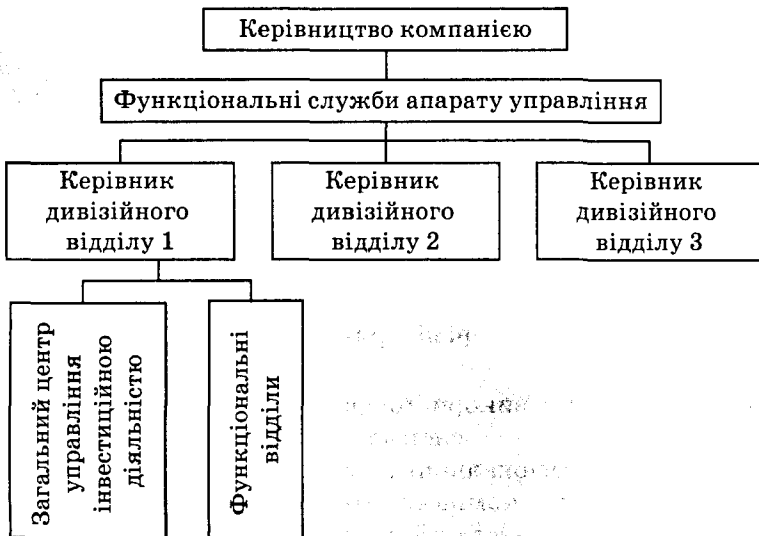 Керівництво компанією
Функціональні служби апарату управління
Керівник
дивізійного
відділу 1
Керівник
дивізійного
відділу 2
Керівник
дивізійного
відділу 3
Загальний центр
управління
інвестиційною
діяльністю
Функціональні
відділи